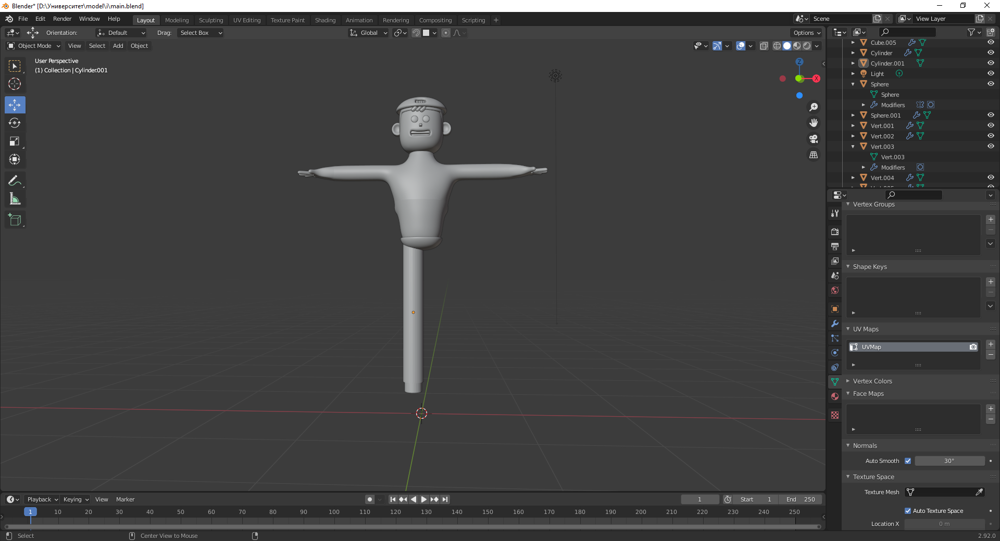 Blender* [D:\Университет\model\i\main.blend]
File Edit Render Window Help Layout Modeling Sculpting UV Editing Texture Paint Shading Animation Rendering Compositing Scripting + Scene View Layer
Orientation: Default Drag: Select Box Global Options
Object Mode View Select Add Object
User Perspective
(1) Collection | Cylinder.001
Z
X
Cube.005
Cylinder
Cylinder.001
Light
Sphere
Sphere
Modifiers
Sphere.001
Vert.001
Vert.002
Vert.003
Vert.003
Modifiers
Vert.004
Vertex Groups
Shape Keys
UV Maps
UVMap
Vertex Colors
Face Maps
Normals
Auto Smooth 30°
Texture Space
Texture Mesh
Auto Texture Space
Location X 0 m
Playback Keying View Marker 1 Start 1 End 250
1 10 20 30 40 50 60 70 80 90 100 110 120 130 140 150 160 170 180 190 200 210 220 230 240 250
Select Center View to Mouse 2.92.0